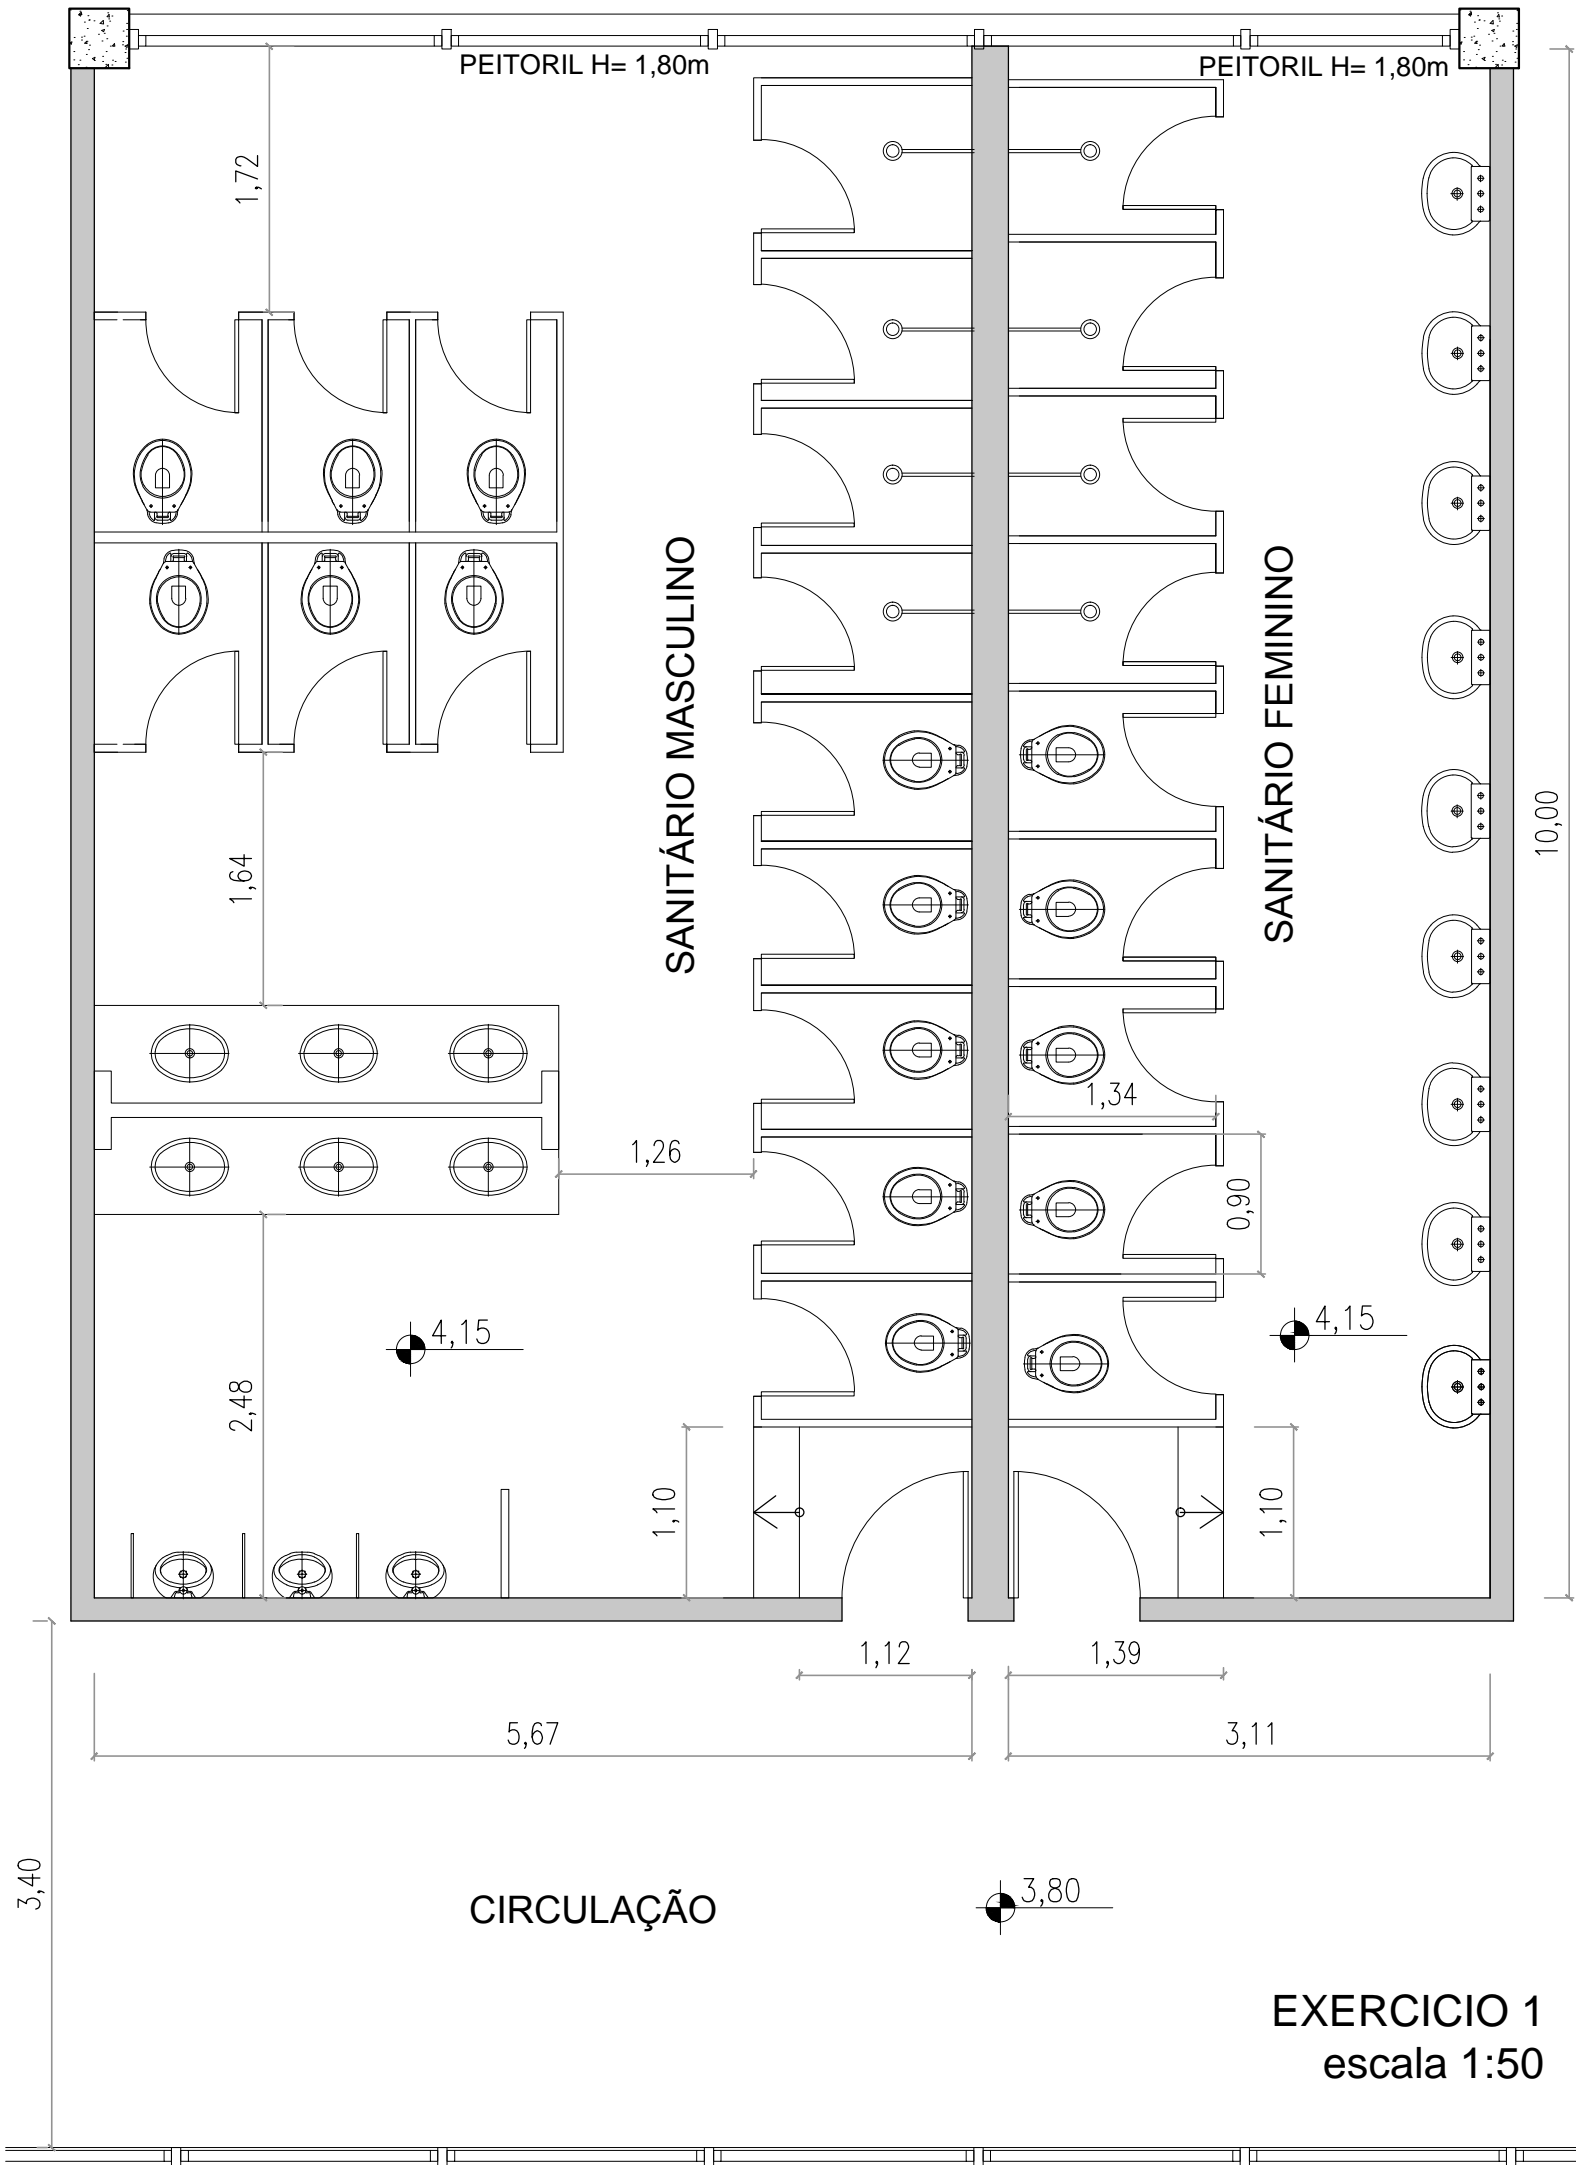 PEITORIL H= 1,80m
PEITORIL H= 1,80m
1,72
SANITÁRIO MASCULINO
SANITÁRIO FEMININO
10,00
1,64
1,34
1,26
0,90
4,15
4,15
2,48
1,10
1,10
1,12
1,39
5,67
3,11
3,40
CIRCULAÇÃO
3,80
EXERCICIO 1
escala 1:50